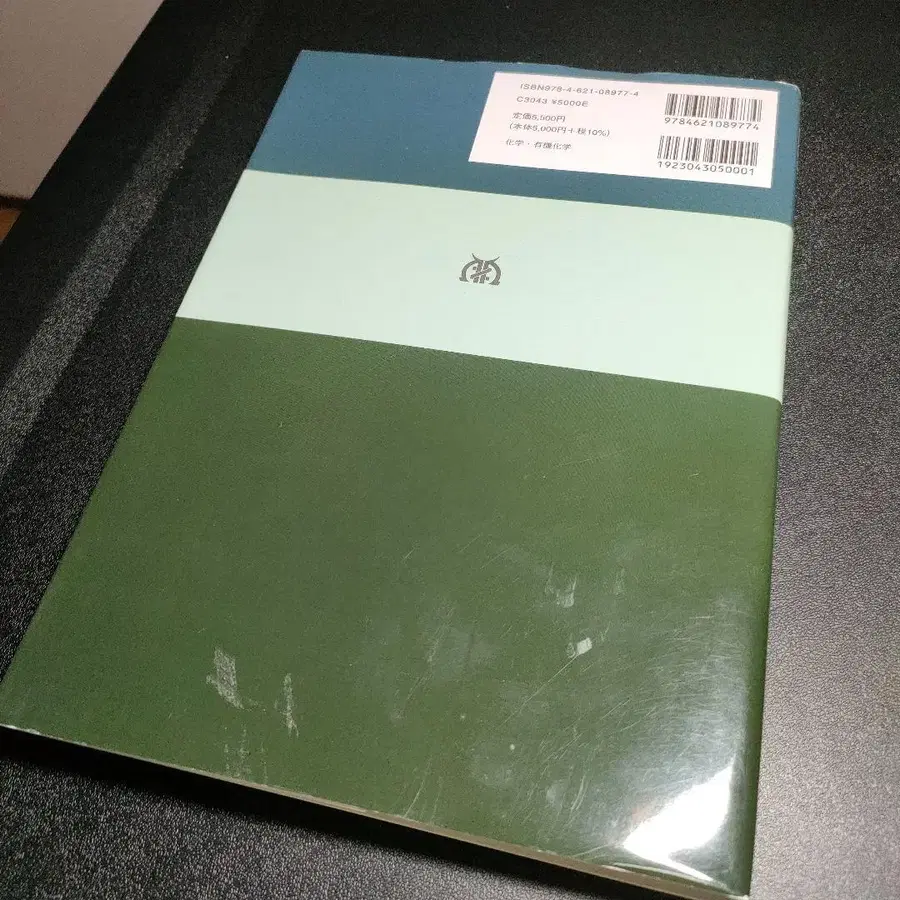 ISBN978-4-621-08977-4
C3043 ¥5000E
定価5,500円
(本体5,000円+税10%)
化学・有機化学
9784621089774
1923043050001